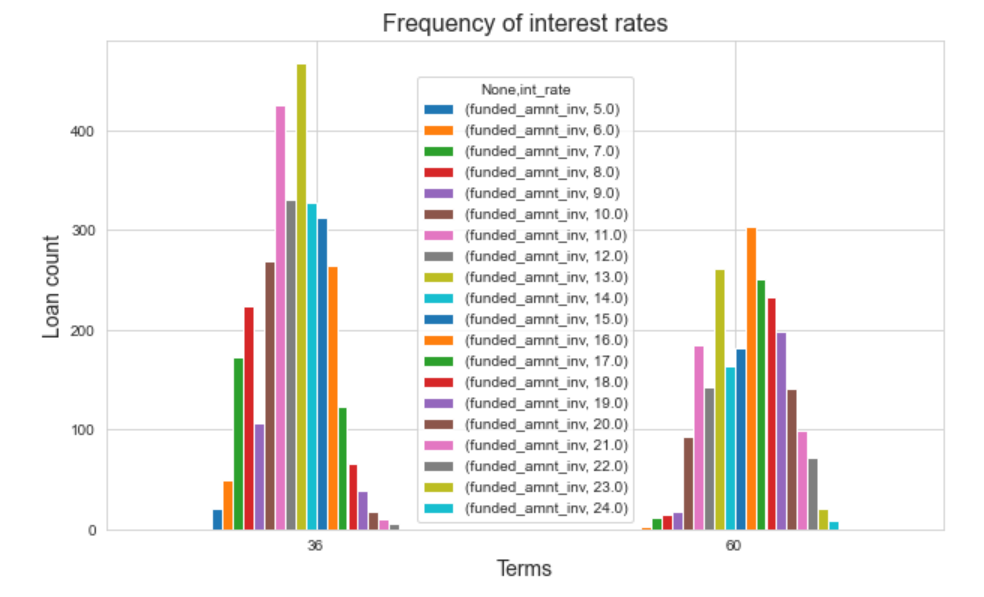 Frequency of interest rates
Loan count
400
300
200
100
0
None,int_rate
(funded_amnt_inv, 5.0)
(funded_amnt_inv, 6.0)
(funded_amnt_inv, 7.0)
(funded_amnt_inv, 8.0)
(funded_amnt_inv, 9.0)
(funded_amnt_inv, 10.0)
(funded_amnt_inv, 11.0)
(funded_amnt_inv, 12.0)
(funded_amnt_inv, 13.0)
(funded_amnt_inv, 14.0)
(funded_amnt_inv, 15.0)
(funded_amnt_inv, 16.0)
(funded_amnt_inv, 17.0)
(funded_amnt_inv, 18.0)
(funded_amnt_inv, 19.0)
(funded_amnt_inv, 20.0)
(funded_amnt_inv, 21.0)
(funded_amnt_inv, 22.0)
(funded_amnt_inv, 23.0)
(funded_amnt_inv, 24.0)
36
60
Terms